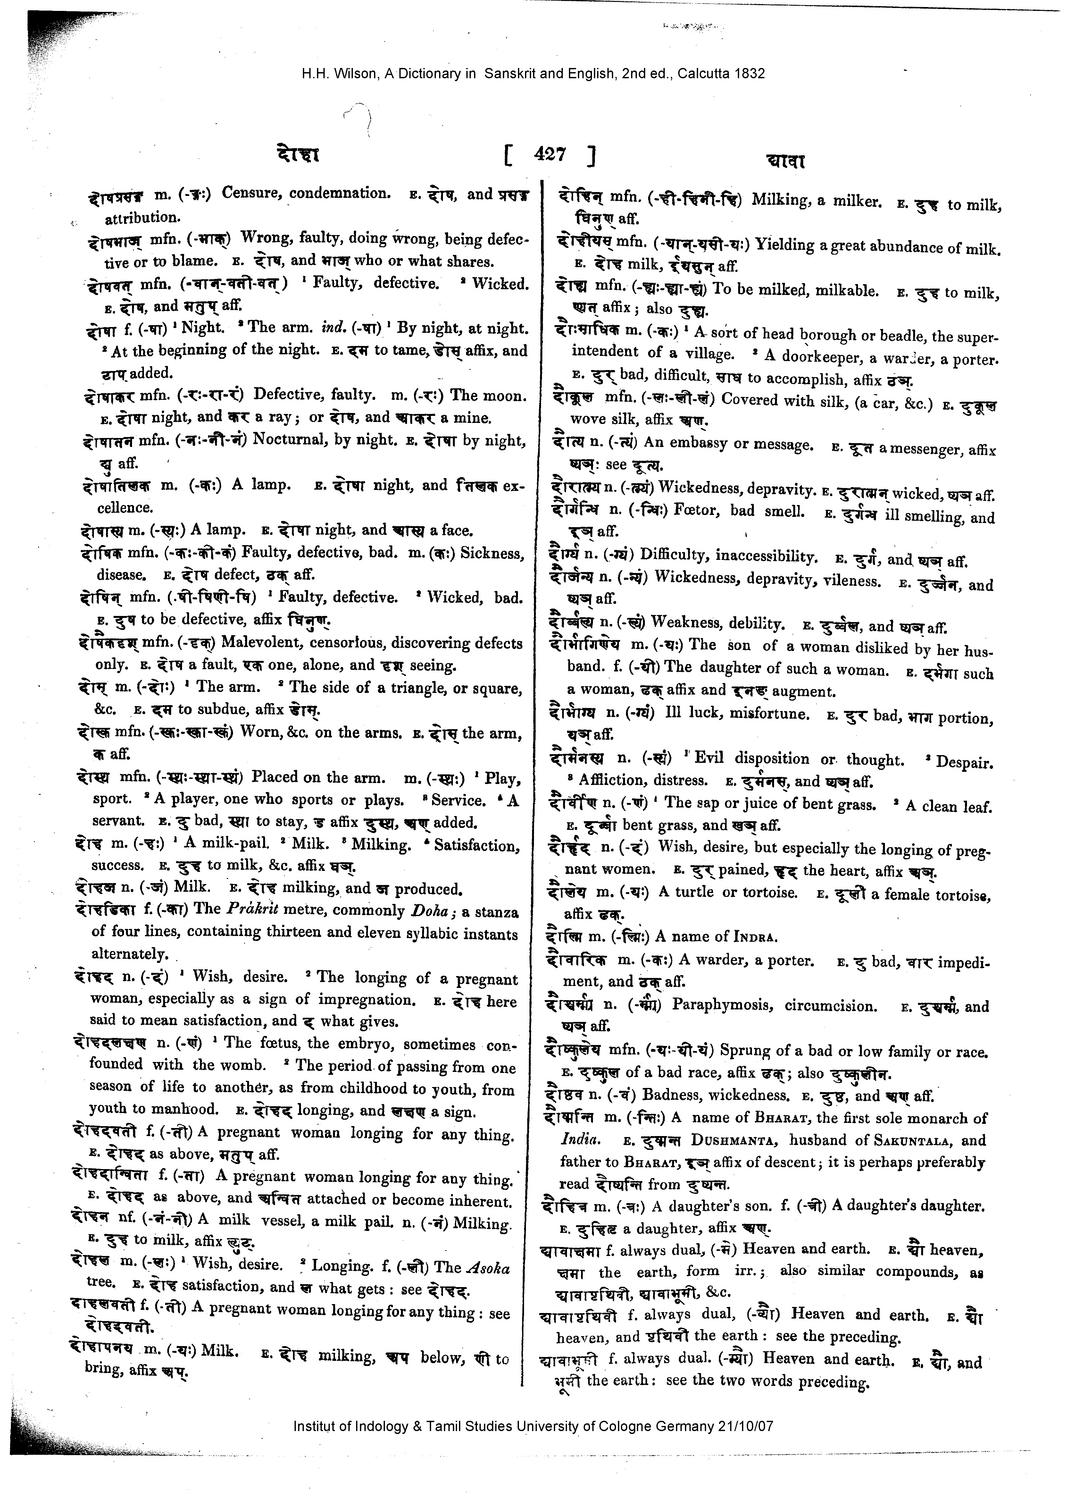 H.H. Wilson, A Dictionary in Sanskrit and English, 2nd ed., Calcutta 1832
दोहा [ 427 ] द्यावा
दोषप्रसङ्ग m. (-ङ्गः) Censure, condemnation. E. दोष, and प्रसङ्ग
attribution.
दोषभाज् mfn. (-भाक्) Wrong, faulty, doing wrong, being defec-
tive or to blame. E. दोष, and भाज् who or what shares.
दोषवत् mfn. (-वान्-वती-वत्) ¹ Faulty, defective. ² Wicked.
E. दोष, and मतुप् aff.
दोषा f. (-षा) ¹ Night. ² The arm. ind. (-षा) ¹ By night, at night.
² At the beginning of the night. E. दम to tame, डोस् affix, and
टाप् added.
दोषाकर mfn. (-रः-रा-रं) Defective, faulty. m. (-रः) The moon.
E. दोषा night, and कर a ray; or दोष, and आकर a mine.
दोषातन mfn. (-नः-नी-नं) Nocturnal, by night. E. दोषा by night,
द्यु aff.
दोषातिलक m. (-कः) A lamp. E. दोषा night, and तिलक ex-
cellence.
दोषास्य m. (-स्यः) A lamp. E. दोषा night, and आस्य a face.
दोषिक mfn. (-कः-की-कं) Faulty, defective, bad. m. (कः) Sickness,
disease. E. दोष defect, ठक् aff.
दोषिन् mfn. (-षी-षिणी-षि) ¹ Faulty, defective. ² Wicked, bad.
E. दुष to be defective, affix घिनुण्.
दोषैकदृश् mfn. (-दृक्) Malevolent, censorious, discovering defects
only. E. दोष a fault, एक one, alone, and दृश् seeing.
दोस् m. (-दोः) ¹ The arm. ² The side of a triangle, or square,
&c. E. दम to subdue, affix डोस्.
दोस्क mfn. (-स्कः-स्का-स्कं) Worn, &c. on the arms. E. दोस् the arm,
क aff.
दोस्थ mfn. (-स्थः-स्था-स्थं) Placed on the arm. m. (-स्थः) ¹ Play,
sport. ² A player, one who sports or plays. ³ Service. ⁴ A
servant. E. दु bad, स्था to stay, ड affix दुस्थ, अण् added.
दोह m. (-हः) ¹ A milk-pail. ² Milk. ³ Milking. ⁴ Satisfaction,
success. E. दुह to milk, &c. affix घञ्.
दोहज n. (-जं) Milk. E. दोह milking, and ज produced.
दोहडिका f. (-का) The Prákrit metre, commonly Doha; a stanza
of four lines, containing thirteen and eleven syllabic instants
alternately.
दोहद n. (-दं) ¹ Wish, desire. ² The longing of a pregnant
woman, especially as a sign of impregnation. E. दोह here
said to mean satisfaction, and द what gives.
दोहदलक्षण n. (-णं) ¹ The fœtus, the embryo, sometimes con-
founded with the womb. ² The period of passing from one
season of life to another, as from childhood to youth, from
youth to manhood. E. दोहद longing, and लक्षण a sign.
दोहदवती f. (-ती) A pregnant woman longing for any thing.
E. दोहद as above, मतुप् aff.
दोहदान्विता f. (-ता) A pregnant woman longing for any thing.
E. दोहद as above, and अन्वित attached or become inherent.
दोहन nf. (-नं-नी) A milk vessel, a milk pail. n. (-नं) Milking.
E. दुह to milk, affix ल्युट्.
दोहल m. (-लः) ¹ Wish, desire. ² Longing. f. (-ली) The Asoka
tree. E. दोह satisfaction, and ल what gets : see दोहद.
दोहलवती f. (-ती) A pregnant woman longing for any thing : see
दोहदवती.
दोहापनय m. (-यः) Milk. E. दोह milking, अप below, णी to
bring, affix अप्.
दोहिन् mfn. (-ही-हिनी-हि) Milking, a milker. E. दुह to milk,
घिनुण् aff.
दोहीयस् mfn. (-यान्-यसी-यः) Yielding a great abundance of milk.
E. दोह milk, ईयसुन् aff.
दोह्य mfn. (-ह्यः-ह्या-ह्यं) To be milked, milkable. E. दुह to milk,
ण्यत् affix; also दुह्य.
दौःसाधिक m. (-कः) ¹ A sort of head borough or beadle, the super-
intendent of a village. ² A doorkeeper, a warder, a porter.
E. दुर् bad, difficult, साध to accomplish, affix ठञ्.
दौकूल mfn. (-लः-ली-लं) Covered with silk, (a car, &c.) E. दुकूल
wove silk, affix अण्.
दौत्य n. (-त्यं) An embassy or message. E. दूत a messenger, affix
ष्यञ्: see दूत्य.
दौरात्म्य n. (-त्म्यं) Wickedness, depravity. E. दुरात्मन् wicked, ष्यञ् aff.
दौर्गन्धि n. (-न्धिः) Fœtor, bad smell. E. दुर्गन्ध ill smelling, and
इञ् aff.
दौर्ग्य n. (-र्ग्यं) Difficulty, inaccessibility. E. दुर्ग, and ष्यञ् aff.
दौर्जन्य n. (-न्यं) Wickedness, depravity, vileness. E. दुर्ज्जन, and
ष्यञ् aff.
दौर्ब्बल्य n. (-ल्यं) Weakness, debility. E. दुर्ब्बल, and ष्यञ् aff.
दौर्भागिणेय m. (-यः) The son of a woman disliked by her hus-
band. f. (-यी) The daughter of such a woman. E. दुर्भगा such
a woman, ढक् affix and इनङ् augment.
दौर्भाग्य n. (-ग्यं) Ill luck, misfortune. E. दुर bad, भाग portion,
ष्यञ् aff.
दौर्मनस्य n. (-स्यं) ¹ Evil disposition or thought. ² Despair.
³ Affliction, distress. E. दुर्मनस्, and ष्यञ् aff.
दौर्वीण n. (-णं) ¹ The sap or juice of bent grass. ² A clean leaf.
E. दूर्व्वा bent grass, and खञ् aff.
दौर्हृद n. (-दं) Wish, desire, but especially the longing of preg-
nant women. E. दुर् pained, हृद् the heart, affix अञ्.
दौलेय m. (-यः) A turtle or tortoise. E. दूली a female tortoise,
affix ढक्.
दौल्मि m. (-ल्मिः) A name of INDRA.
दौवारिक m. (-कः) A warder, a porter. E. दु bad, वार impedi-
ment, and ठक् aff.
दौश्चर्म्म्य n. (-र्म्म्यं) Paraphymosis, circumcision. E. दुश्चर्म्म, and
ष्यञ् aff.
दौष्कुलेय mfn. (-यः-यी-यं) Sprung of a bad or low family or race.
E. दुष्कुल of a bad race, affix ढक्; also दुष्कुलीन.
दौष्ठव n. (-वं) Badness, wickedness. E. दुष्ठु, and अण् aff.
दौष्मन्ति m. (-न्तिः) A name of BHARAT, the first sole monarch of
India. E. दुष्मन्त DUSHMANTA, husband of SAKUNTALA, and
father to BHARAT, इञ् affix of descent; it is perhaps preferably
read दौष्यन्ति from दुष्यन्त.
दौहित्र m. (-त्रः) A daughter's son. f. (-त्री) A daughter's daughter.
E. दुहितृ a daughter, affix अण्.
द्यावाक्षमा f. always dual, (-मे) Heaven and earth. E. द्यौ heaven,
क्षमा the earth, form irr.; also similar compounds, as
द्यावापृथिवी, द्यावाभूमी, &c.
द्यावापृथिवी f. always dual, (-व्यौ) Heaven and earth. E. द्यौ
heaven, and पृथिवी the earth : see the preceding.
द्यावाभूमी f. always dual. (-म्यौ) Heaven and earth. E. द्यौ, and
भूमी the earth: see the two words preceding.
Institut of Indology & Tamil Studies University of Cologne Germany 21/10/07